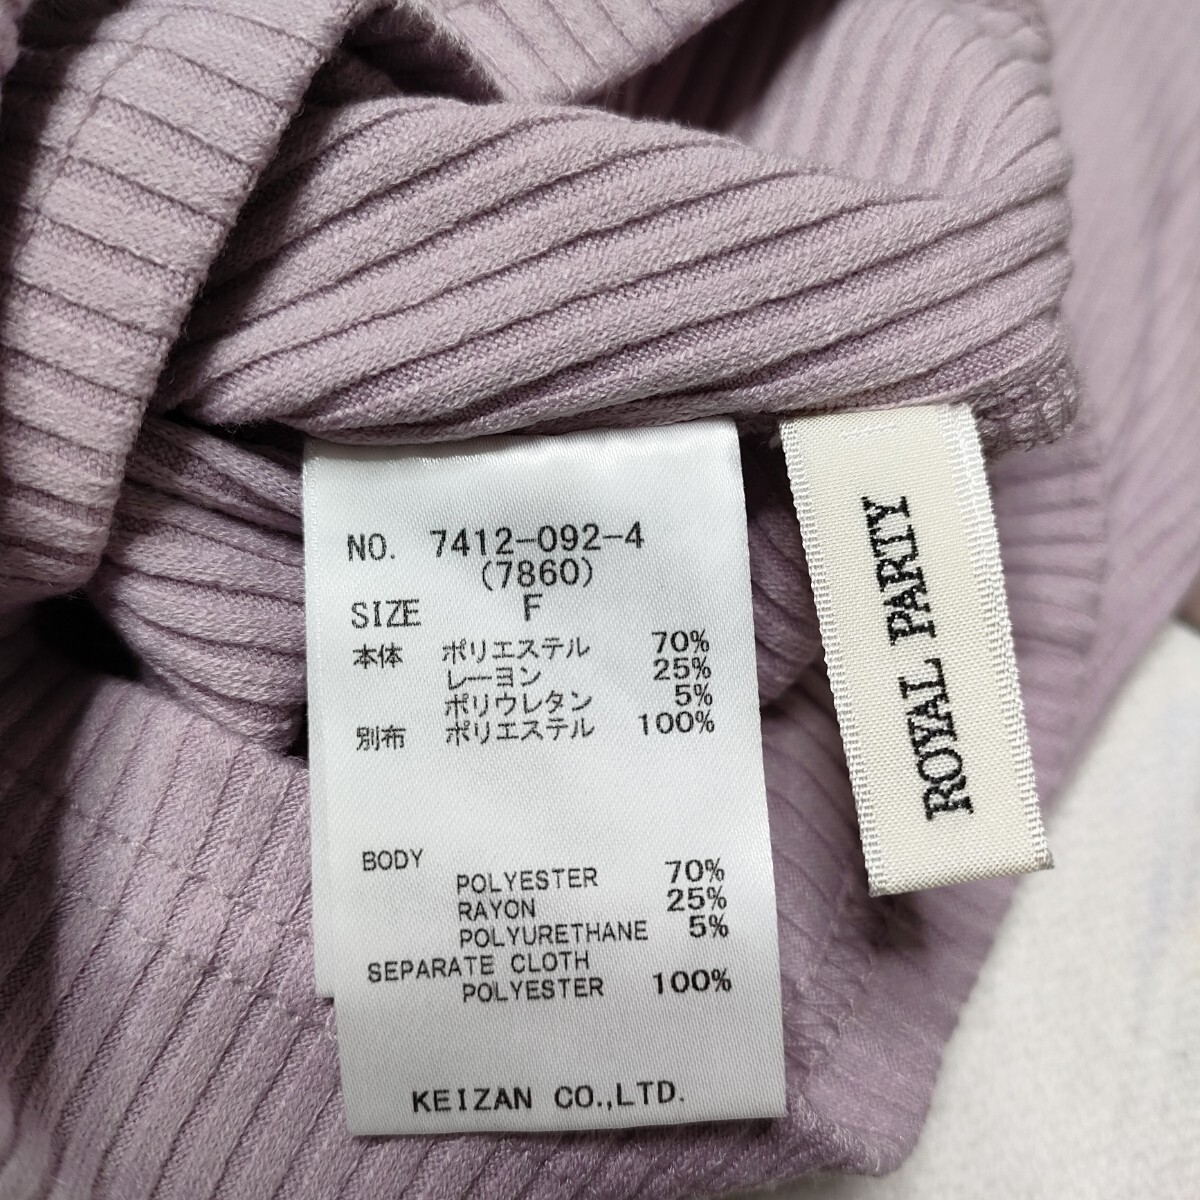 NO. 7412-092-4
(7860)
SIZE F
本体 ポリエステル 70%
レーヨン 25%
ポリウレタン 5%
別布 ポリエステル 100%
BODY
POLYESTER 70%
RAYON 25%
POLYURETHANE 5%
SEPARATE CLOTH
POLYESTER 100%
KEIZAN CO.,LTD.
ROYAL PARTY